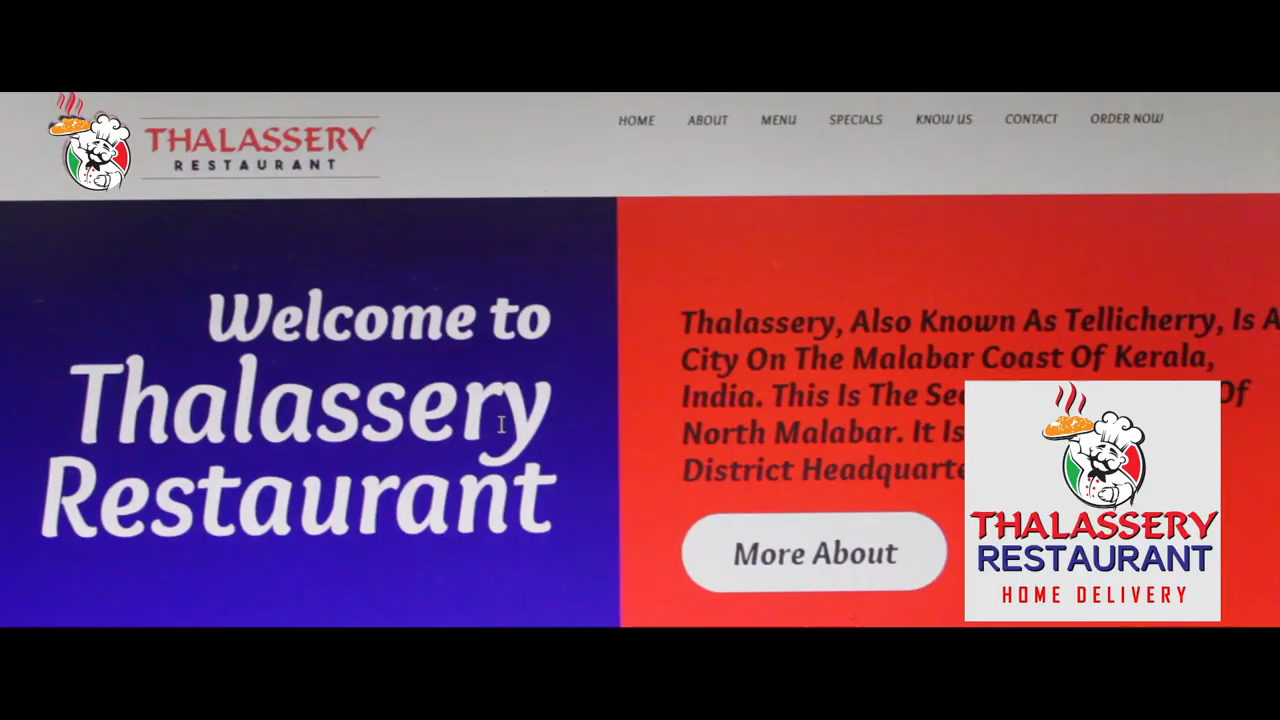 THALASSERY
RESTAURANT
HOME ABOUT MENU SPECIALS KNOW US CONTACT ORDER NOW
Welcome to
Thalassery
Restaurant
Thalassery, Also Known As Tellicherry, Is A
City On The Malabar Coast Of Kerala,
India. This Is The Of
North Malabar. It Is
District
More About
THALASSERY
RESTAURANT
HOME DELIVERY